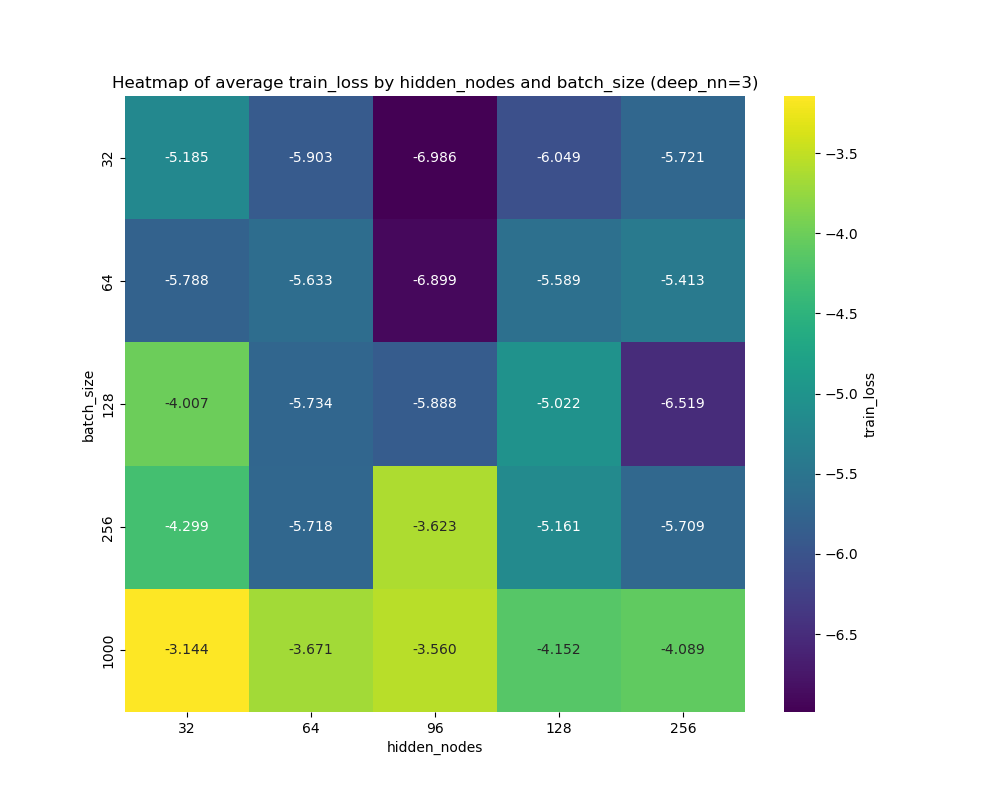 Heatmap of average train_loss by hidden_nodes and batch_size (deep_nn=3)
32 -5.185 -5.903 -6.986 -6.049 -5.721
64 -5.788 -5.633 -6.899 -5.589 -5.413
128 -4.007 -5.734 -5.888 -5.022 -6.519
256 -4.299 -5.718 -3.623 -5.161 -5.709
1000 -3.144 -3.671 -3.560 -4.152 -4.089
batch_size
32 64 96 128 256
hidden_nodes
−3.5
−4.0
−4.5
−5.0
−5.5
−6.0
−6.5
train_loss